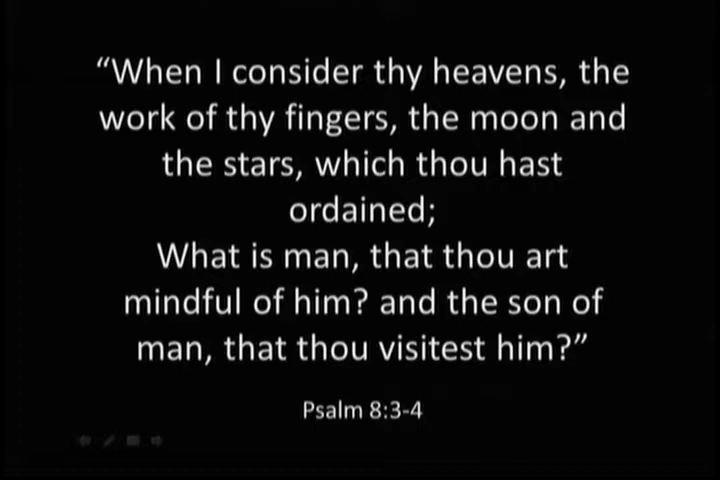 “When I consider thy heavens, the
work of thy fingers, the moon and
the stars, which thou hast
ordained;
What is man, that thou art
mindful of him? and the son of
man, that thou visitest him?”
Psalm 8:3-4